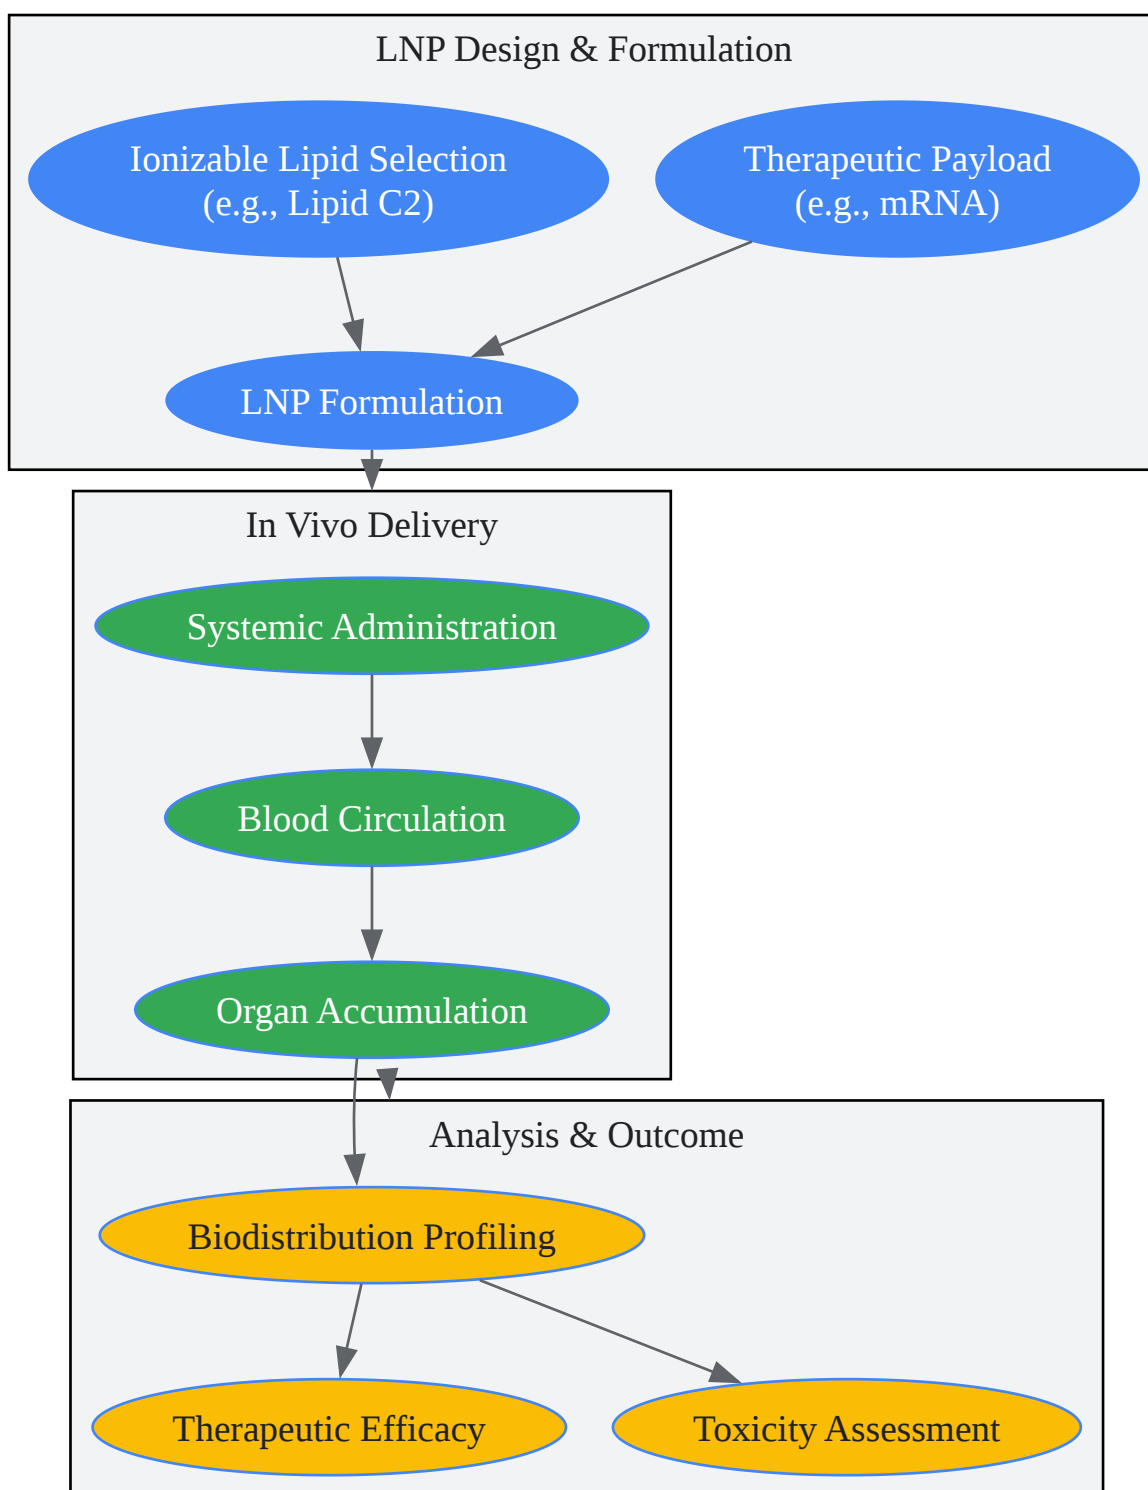 LNP Design & Formulation
Ionizable Lipid Selection
(e.g., Lipid C2)
Therapeutic Payload
(e.g., mRNA)
LNP Formulation
In Vivo Delivery
Systemic Administration
Blood Circulation
Organ Accumulation
Analysis & Outcome
Biodistribution Profiling
Therapeutic Efficacy
Toxicity Assessment